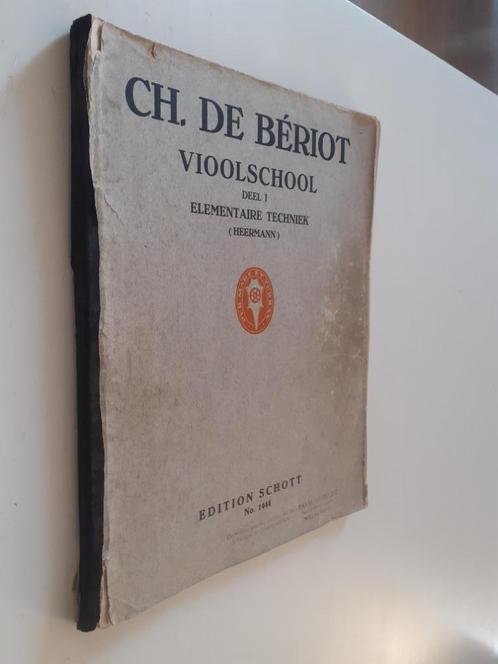 CH. DE BÉRIOT
VIOOLSCHOOL
DEEL I
ELEMENTAIRE TECHNIEK
(HEERMANN)
EDITION SCHOTT
No. 1444